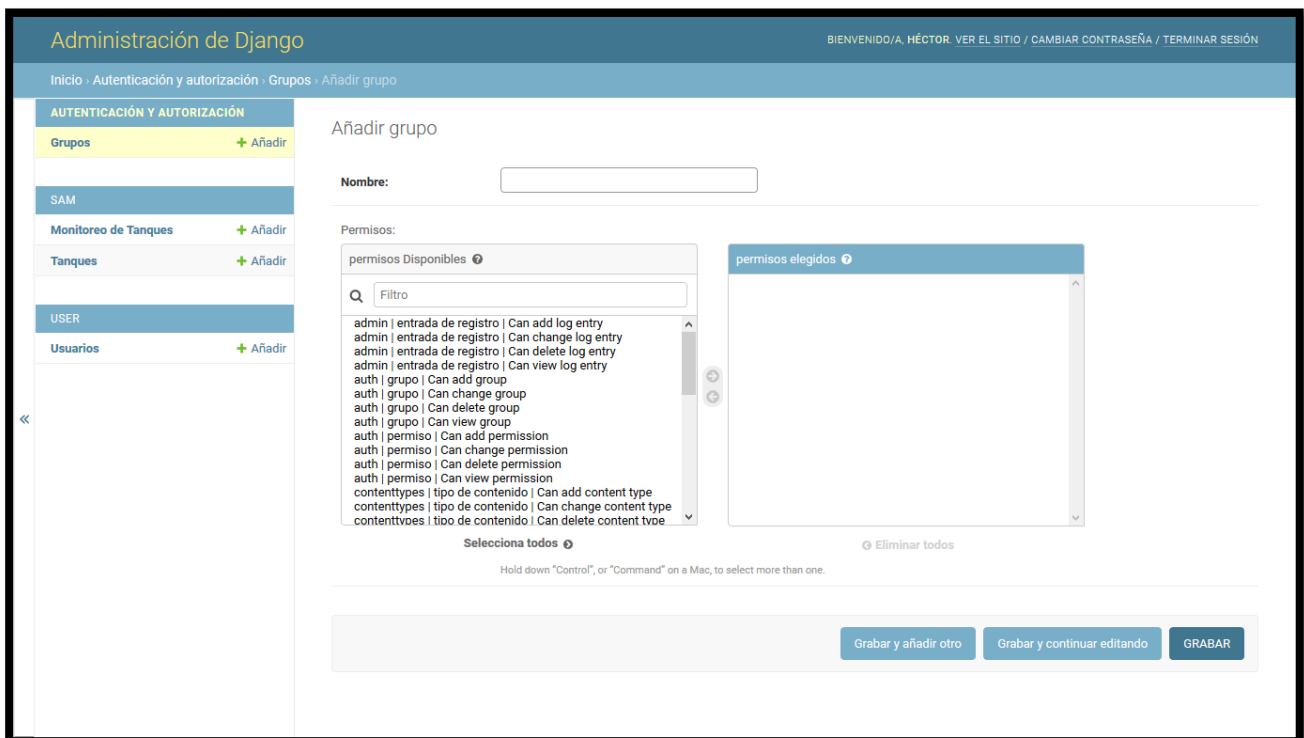 Administración de Django
BIENVENIDO/A, HÉCTOR. VER EL SITIO / CAMBIAR CONTRASEÑA / TERMINAR SESIÓN
Inicio › Autenticación y autorización › Grupos › Añadir grupo
AUTENTICACIÓN Y AUTORIZACIÓN
Grupos + Añadir
SAM
Monitoreo de Tanques + Añadir
Tanques + Añadir
USER
Usuarios + Añadir
«
Añadir grupo
Nombre:
Permisos:
permisos Disponibles ?
Filtro
admin | entrada de registro | Can add log entry
admin | entrada de registro | Can change log entry
admin | entrada de registro | Can delete log entry
admin | entrada de registro | Can view log entry
auth | grupo | Can add group
auth | grupo | Can change group
auth | grupo | Can delete group
auth | grupo | Can view group
auth | permiso | Can add permission
auth | permiso | Can change permission
auth | permiso | Can delete permission
auth | permiso | Can view permission
contenttypes | tipo de contenido | Can add content type
contenttypes | tipo de contenido | Can change content type
contenttypes | tipo de contenido | Can delete content type
Selecciona todos
permisos elegidos ?
Eliminar todos
Hold down “Control”, or “Command” on a Mac, to select more than one.
Grabar y añadir otro
Grabar y continuar editando
GRABAR